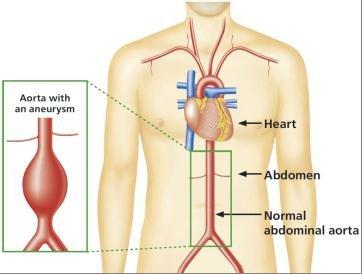 Aorta with
an aneurysm
Heart
Abdomen
Normal
abdominal aorta